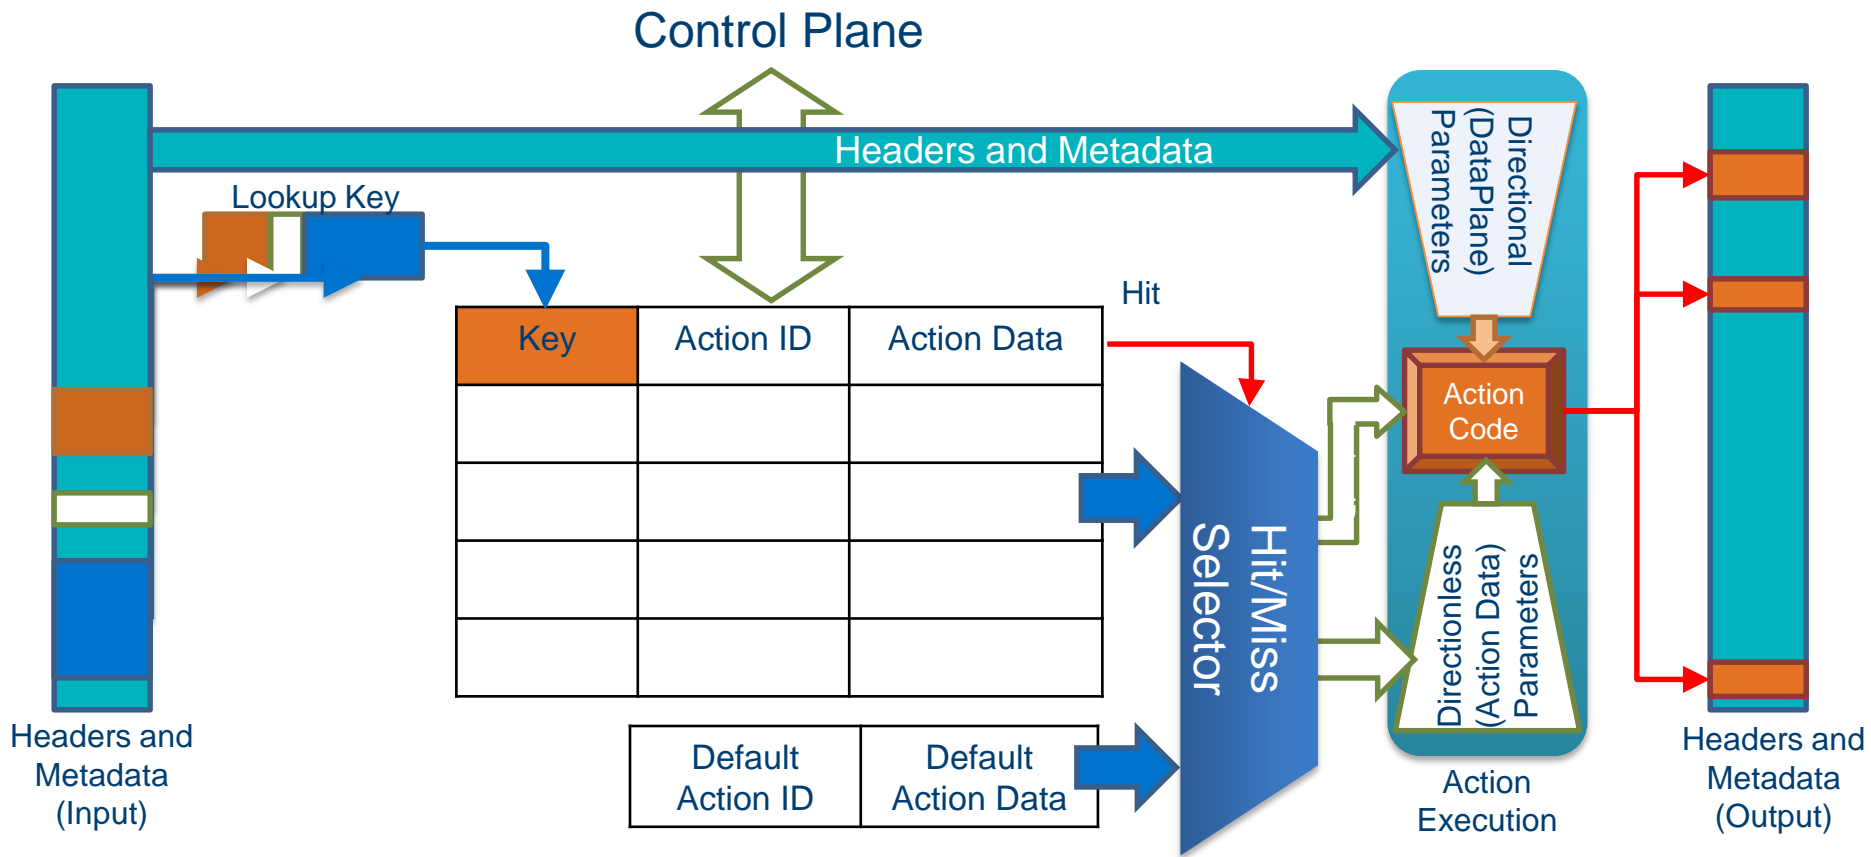 Control Plane
Headers and Metadata
Lookup Key
Hit
Key
Action ID
Action Data
Default
Action ID
Default
Action Data
Hit/Miss
Selector
Directional
(DataPlane)
Parameters
Action
Code
Directionless
(Action Data)
Parameters
Headers and
Metadata
(Input)
Action
Execution
Headers and
Metadata
(Output)